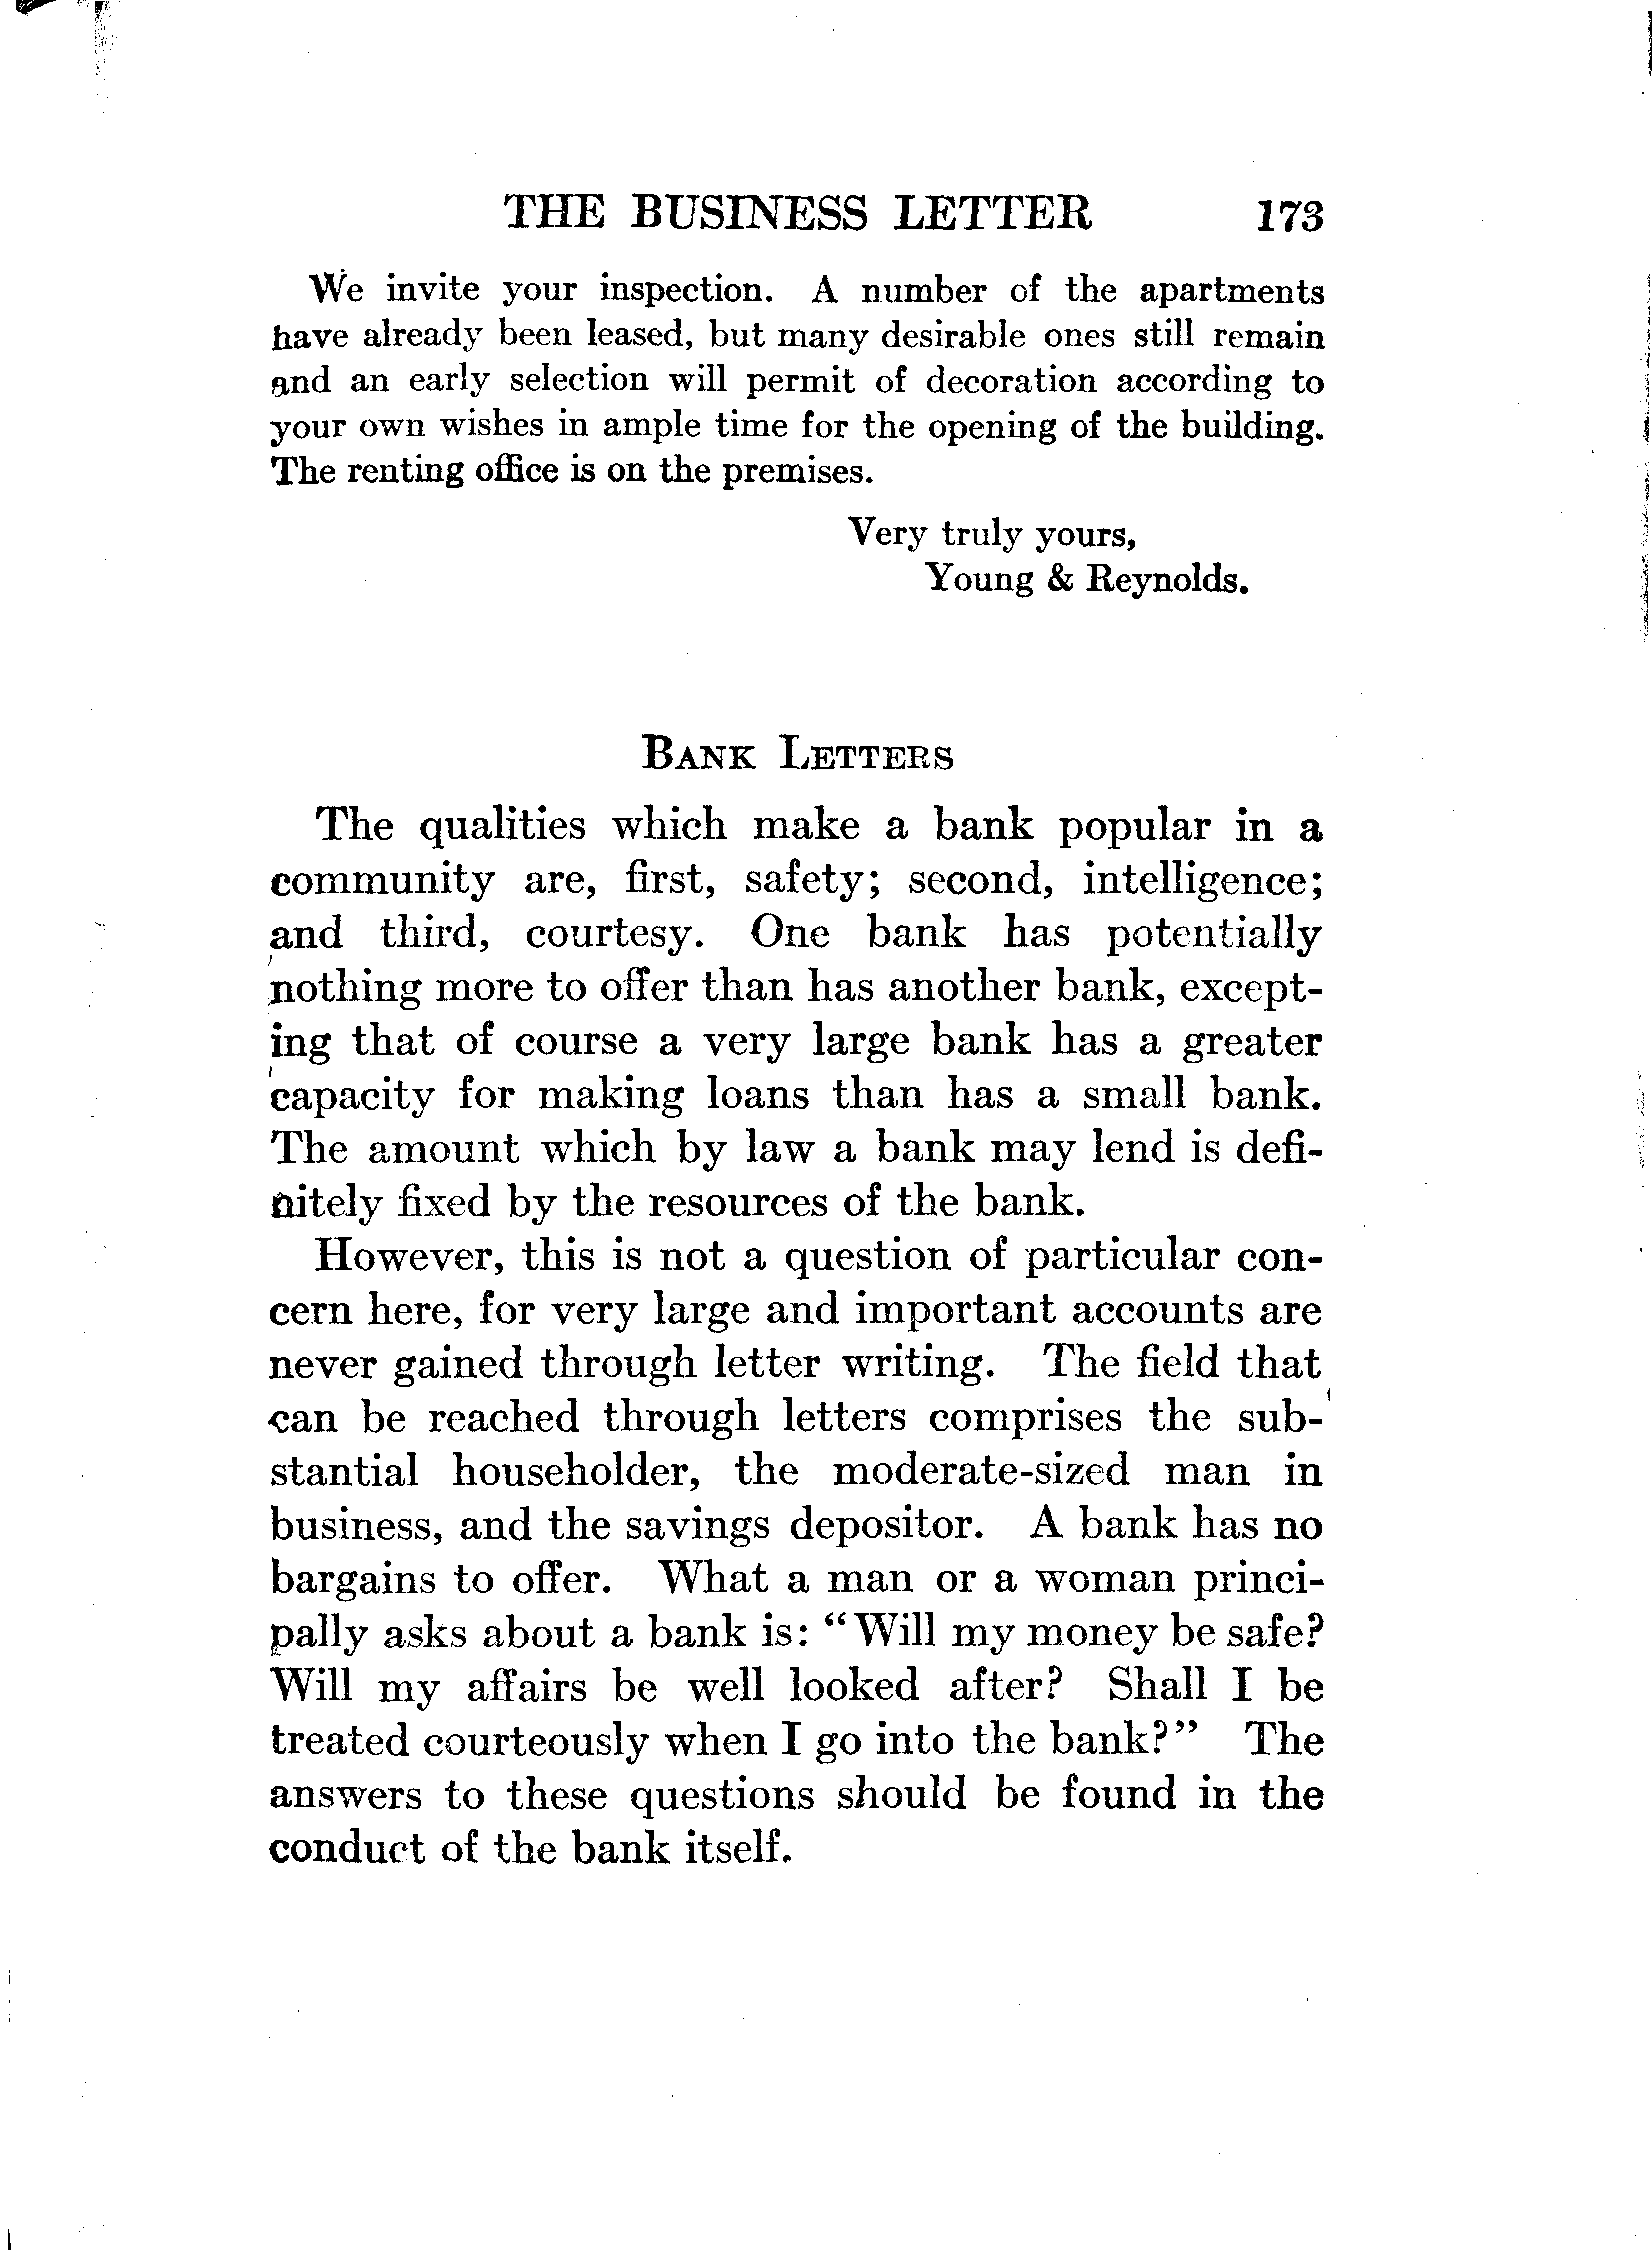 THE BUSINESS LETTER 173
We invite your inspection. A number of the apartments
have already been leased, but many desirable ones still remain
and an early selection will permit of decoration according to
your own wishes in ample time for the opening of the building.
The renting office is on the premises.
Very truly yours,
Young & Reynolds.
BANK LETTERS
The qualities which make a bank popular in a
community are, first, safety; second, intelligence;
and third, courtesy. One bank has potentially
nothing more to offer than has another bank, except-
ing that of course a very large bank has a greater
capacity for making loans than has a small bank.
The amount which by law a bank may lend is defi-
nitely fixed by the resources of the bank.
However, this is not a question of particular con-
cern here, for very large and important accounts are
never gained through letter writing. The field that
can be reached through letters comprises the sub-
stantial householder, the moderate-sized man in
business, and the savings depositor. A bank has no
bargains to offer. What a man or a woman princi-
pally asks about a bank is: "Will my money be safe?
Will my affairs be well looked after? Shall I be
treated courteously when I go into the bank?" The
answers to these questions should be found in the
conduct of the bank itself.